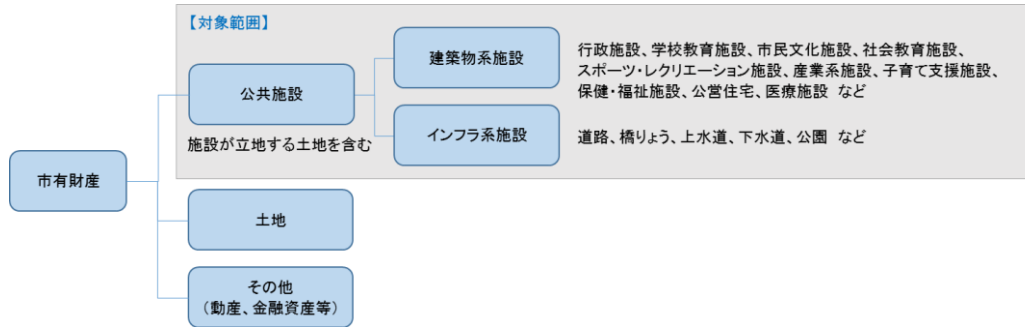 【対象範囲】
建築物系施設
行政施設、学校教育施設、市民文化施設、社会教育施設、
スポーツ・レクリエーション施設、産業系施設、子育て支援施設、
保健・福祉施設、公営住宅、医療施設 など
公共施設
施設が立地する土地を含む
インフラ系施設
道路、橋りょう、上水道、下水道、公園 など
市有財産
土地
その他
（動産、金融資産等）